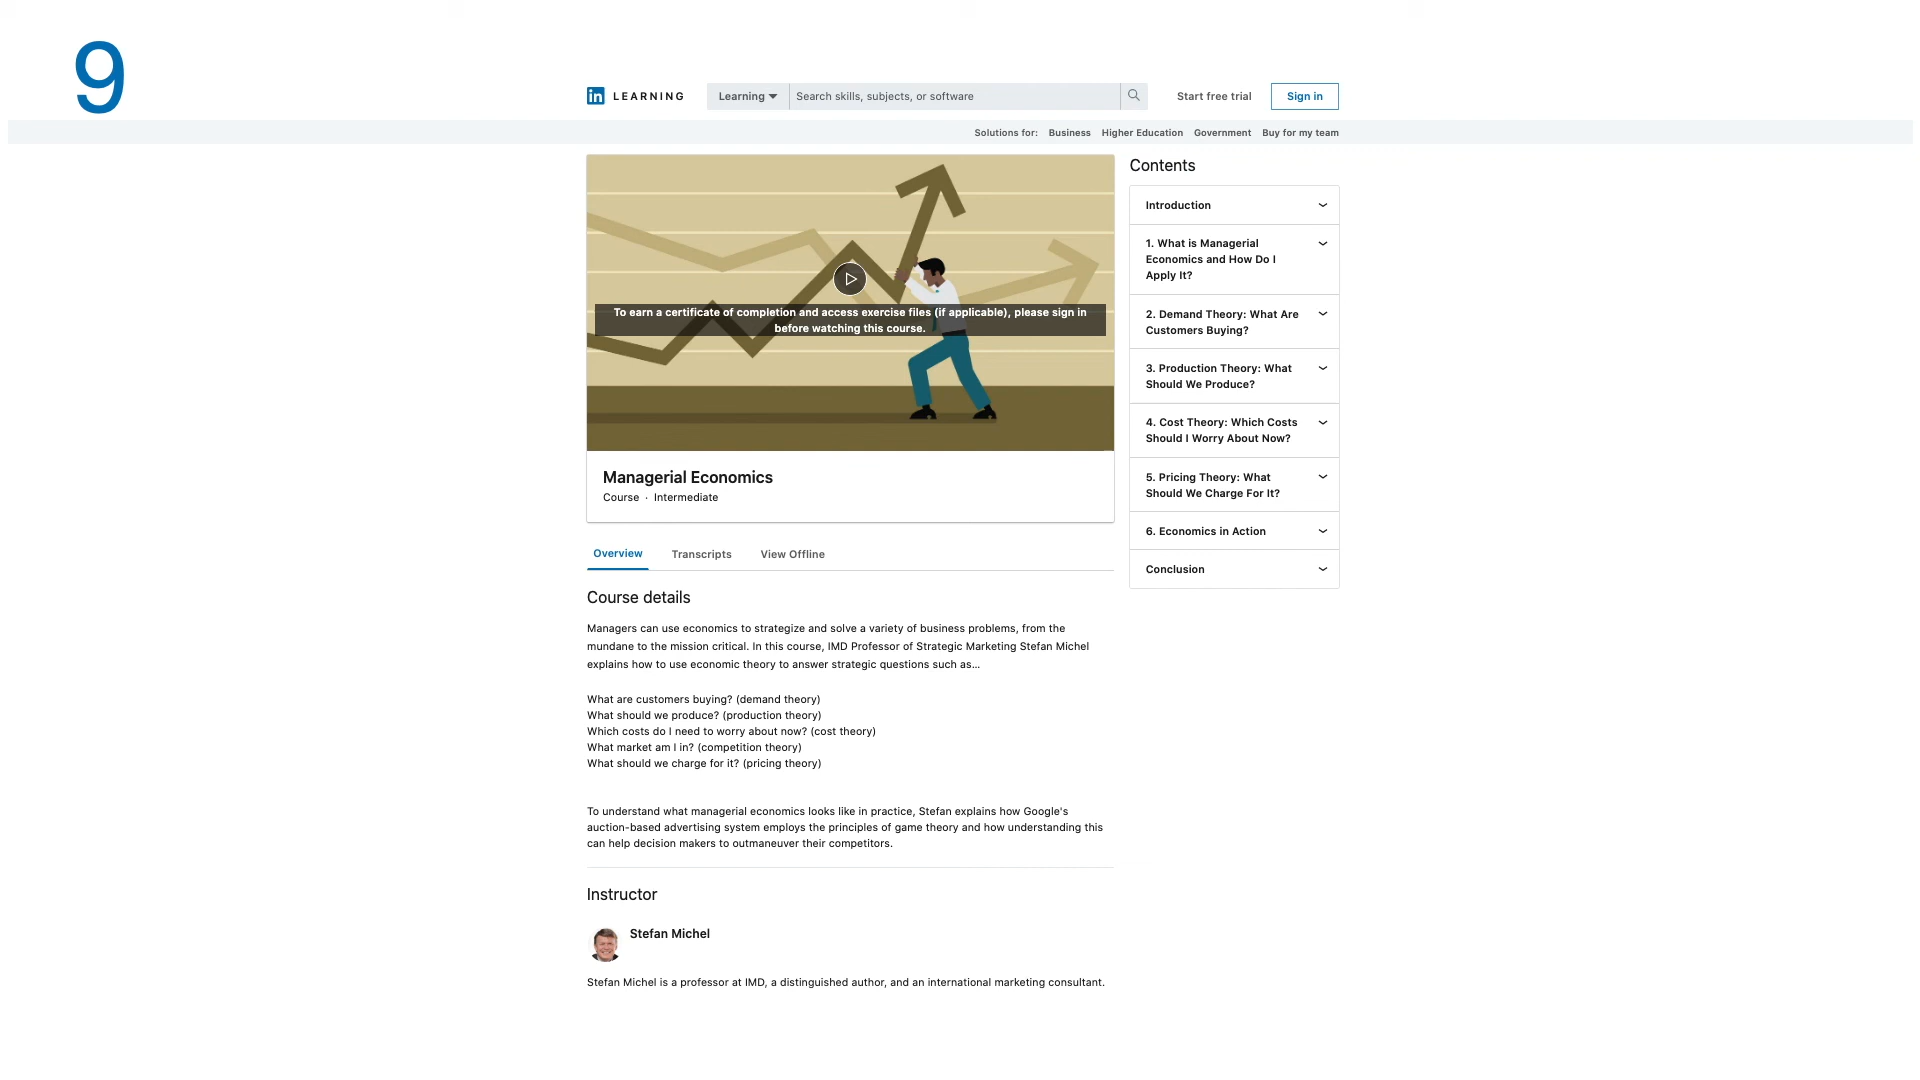 9
in LEARNING
Learning
Search skills, subjects, or software
Start free trial
Sign in
Solutions for: Business Higher Education Government Buy for my team
To earn a certificate of completion and access exercise files (if applicable), please sign in
before watching this course.
Managerial Economics
Course · Intermediate
Overview Transcripts View Offline
Course details
Managers can use economics to strategize and solve a variety of business problems, from the
mundane to the mission critical. In this course, IMD Professor of Strategic Marketing Stefan Michel
explains how to use economic theory to answer strategic questions such as...
What are customers buying? (demand theory)
What should we produce? (production theory)
Which costs do I need to worry about now? (cost theory)
What market am I in? (competition theory)
What should we charge for it? (pricing theory)
To understand what managerial economics looks like in practice, Stefan explains how Google's
auction-based advertising system employs the principles of game theory and how understanding this
can help decision makers to outmaneuver their competitors.
Instructor
Stefan Michel
Stefan Michel is a professor at IMD, a distinguished author, and an international marketing consultant.
Contents
Introduction
1. What is Managerial
Economics and How Do I
Apply It?
2. Demand Theory: What Are
Customers Buying?
3. Production Theory: What
Should We Produce?
4. Cost Theory: Which Costs
Should I Worry About Now?
5. Pricing Theory: What
Should We Charge For It?
6. Economics in Action
Conclusion